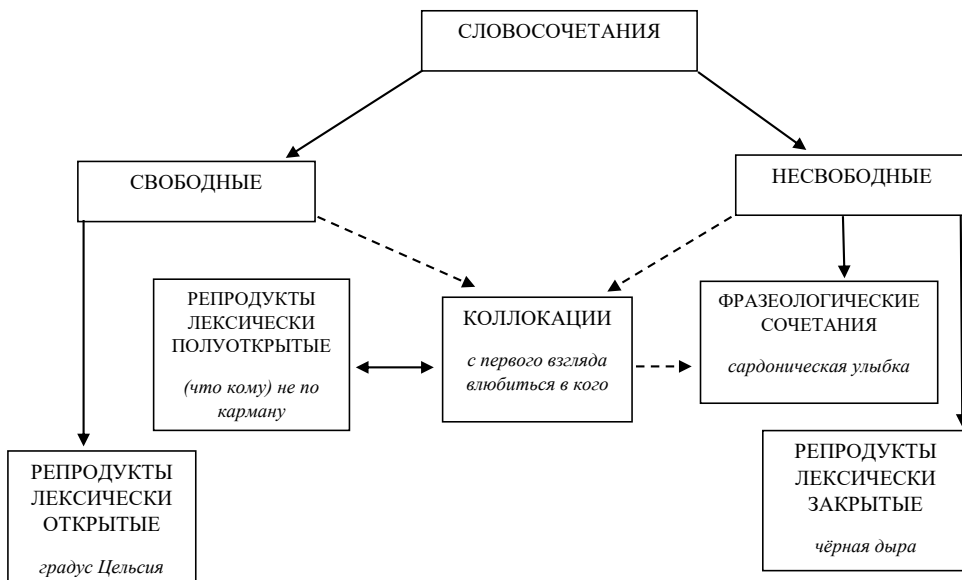 СЛОВОСОЧЕТАНИЯ
СВОБОДНЫЕ
НЕСВОБОДНЫЕ
РЕПРОДУКТЫ
ЛЕКСИЧЕСКИ
ПОЛУОТКРЫТЫЕ
(что кому) не по
карману
КОЛЛОКАЦИИ
с первого взгляда
влюбиться в кого
ФРАЗЕОЛОГИЧЕСКИЕ
СОЧЕТАНИЯ
сардоническая улыбка
РЕПРОДУКТЫ
ЛЕКСИЧЕСКИ
ОТКРЫТЫЕ
градус Цельсия
РЕПРОДУКТЫ
ЛЕКСИЧЕСКИ
ЗАКРЫТЫЕ
чёрная дыра